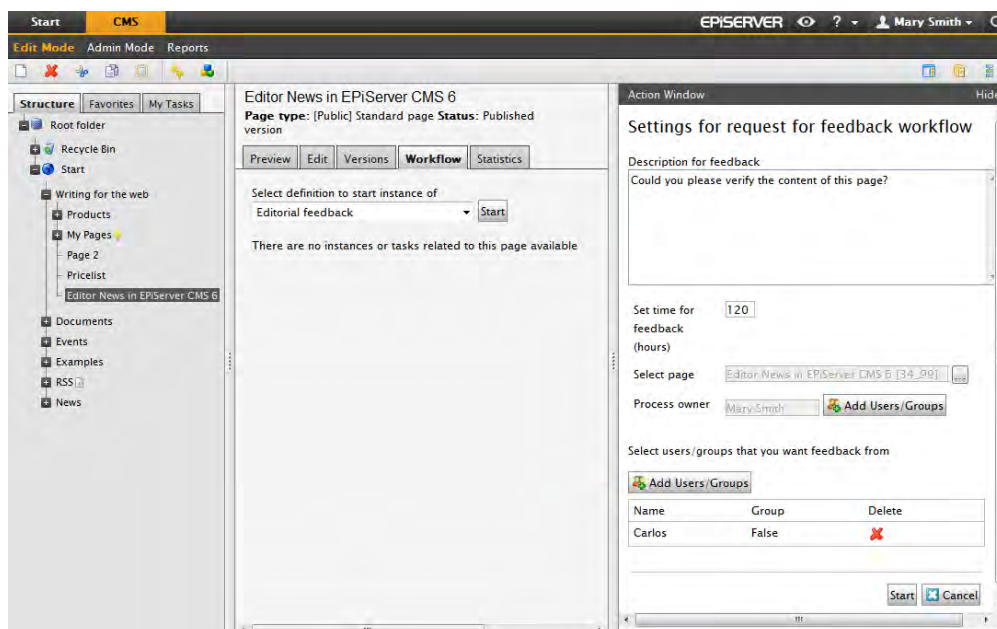 Start
CMS
EPiSERVER
?
Mary Smith
Edit Mode Admin Mode Reports
Structure Favorites My Tasks
Root folder
Recycle Bin
Start
Writing for the web
Products
My Pages
Page 2
Pricelist
Editor News in EPiServer CMS 6
Documents
Events
Examples
RSS
News
Editor News in EPiServer CMS 6
Page type: [Public] Standard page Status: Published
version
Preview Edit Versions Workflow Statistics
Select definition to start instance of
Editorial feedback Start
There are no instances or tasks related to this page available
Action Window Hide
Settings for request for feedback workflow
Description for feedback
Could you please verify the content of this page?
Set time for
feedback
(hours)
120
Select page Editor News in EPiServer CMS 6 [34_99] ...
Process owner Mary Smith Add Users/Groups
Select users/groups that you want feedback from
Add Users/Groups
Name Group Delete
Carlos False
Start Cancel